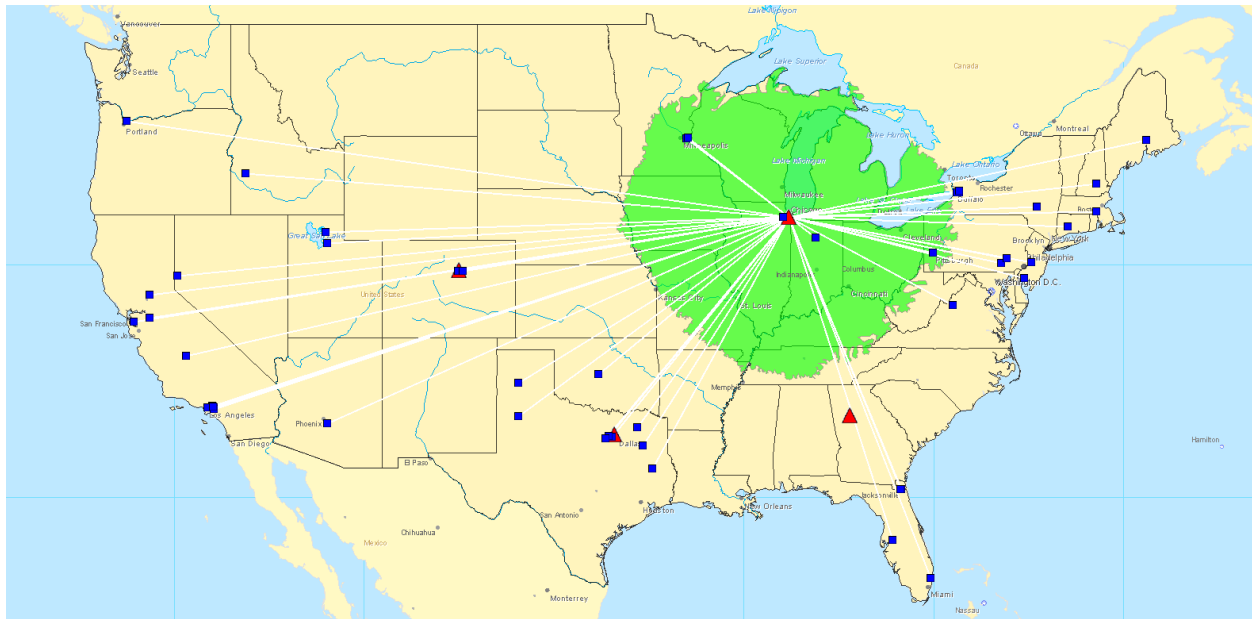 Vancouver
Lake Nipigon
Seattle
Lake Superior
Canada
Portland
Ottawa
Montreal
Lake Huron
Minneapolis
Lake Michigan
Lake Ontario
Toronto
Rochester
Milwaukee
Buffalo
Chicago
Boston
Great Salt Lake
Cleveland
Brooklyn
New York
Pittsburgh
Philadelphia
Columbus
Indianapolis
Washington D.C.
United States
Kansas City
Cincinnati
St. Louis
San Francisco
San Jose
Memphis
Los Angeles
Phoenix
San Diego
Dallas
Hamilton
El Paso
Jacksonville
New Orleans
Houston
San Antonio
Chihuahua
Mexico
Monterrey
Miami
Nassau